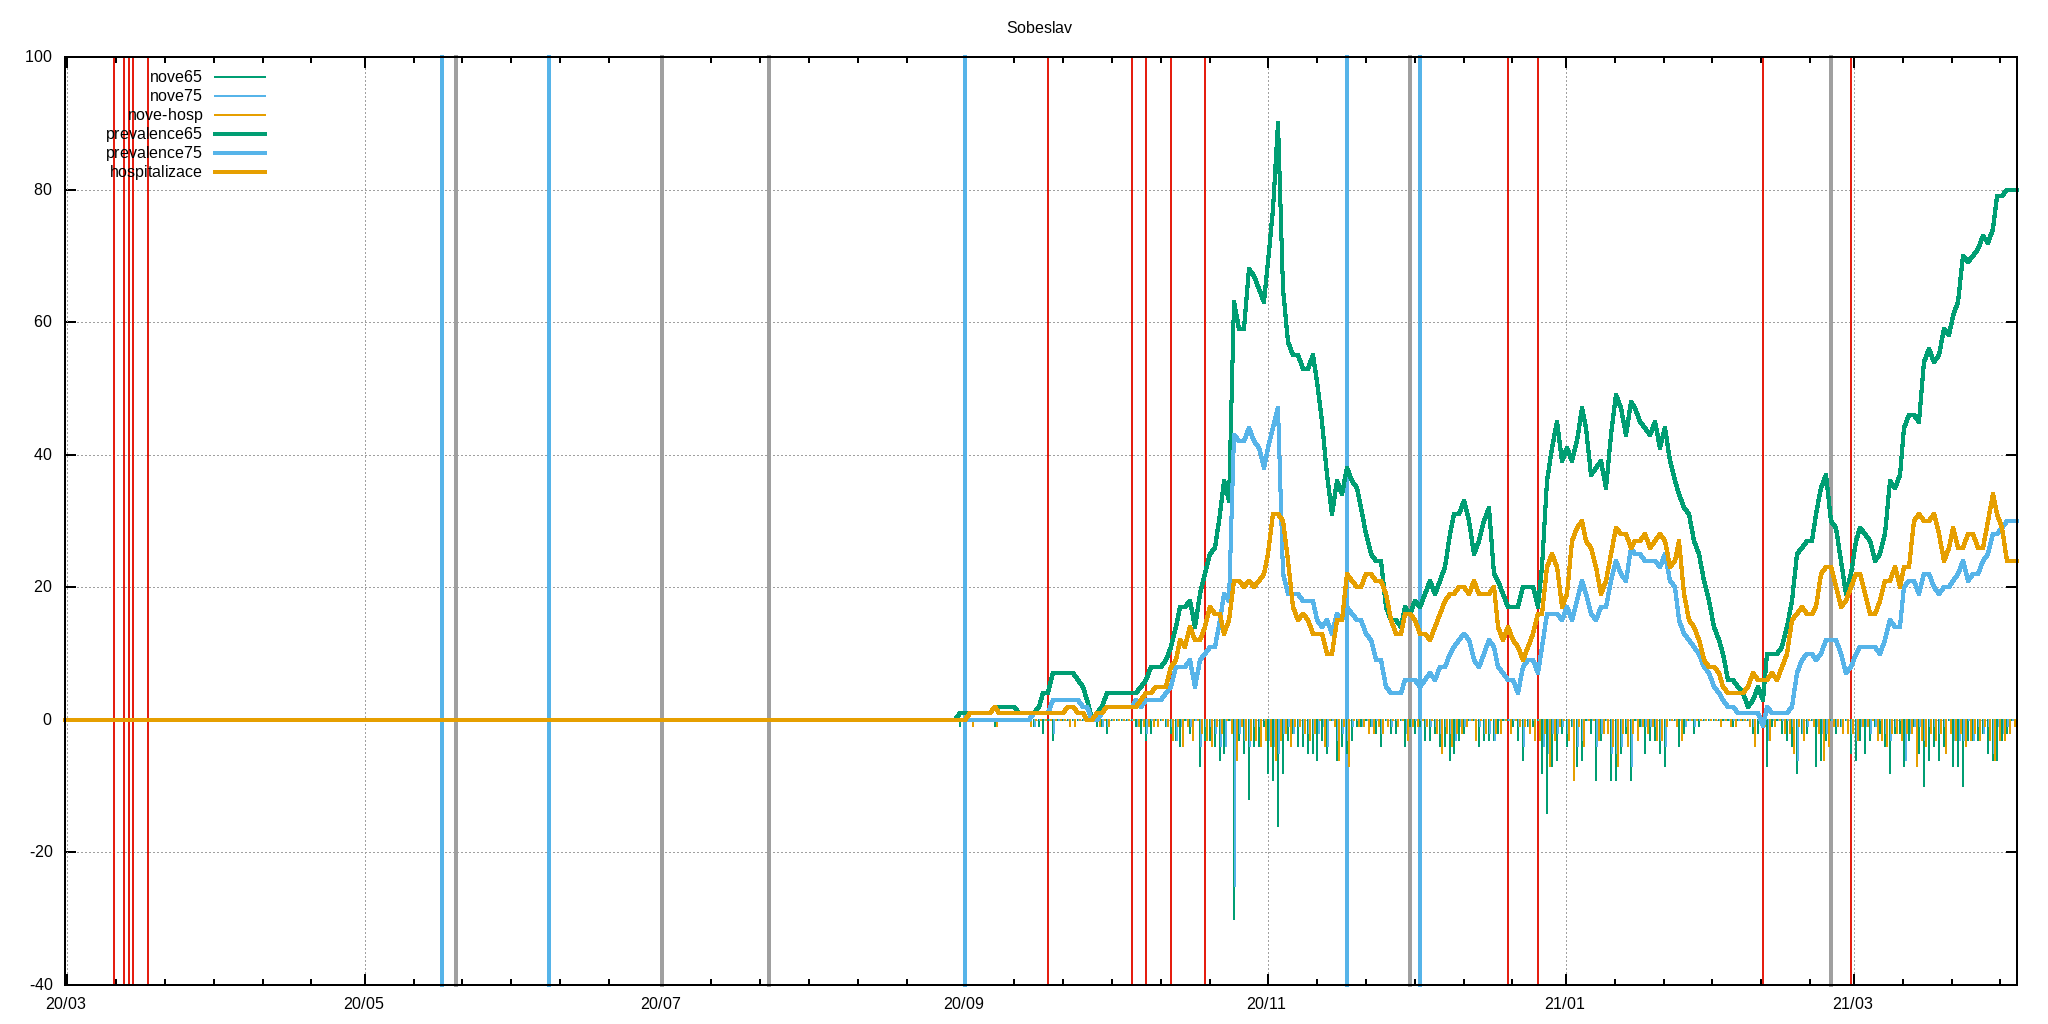 Sobeslav
100
80
60
40
20
0
-20
-40
nove65
nove75
nove-hosp
prevalence65
prevalence75
hospitalizace
20/03 20/05 20/07 20/09 20/11 21/01 21/03